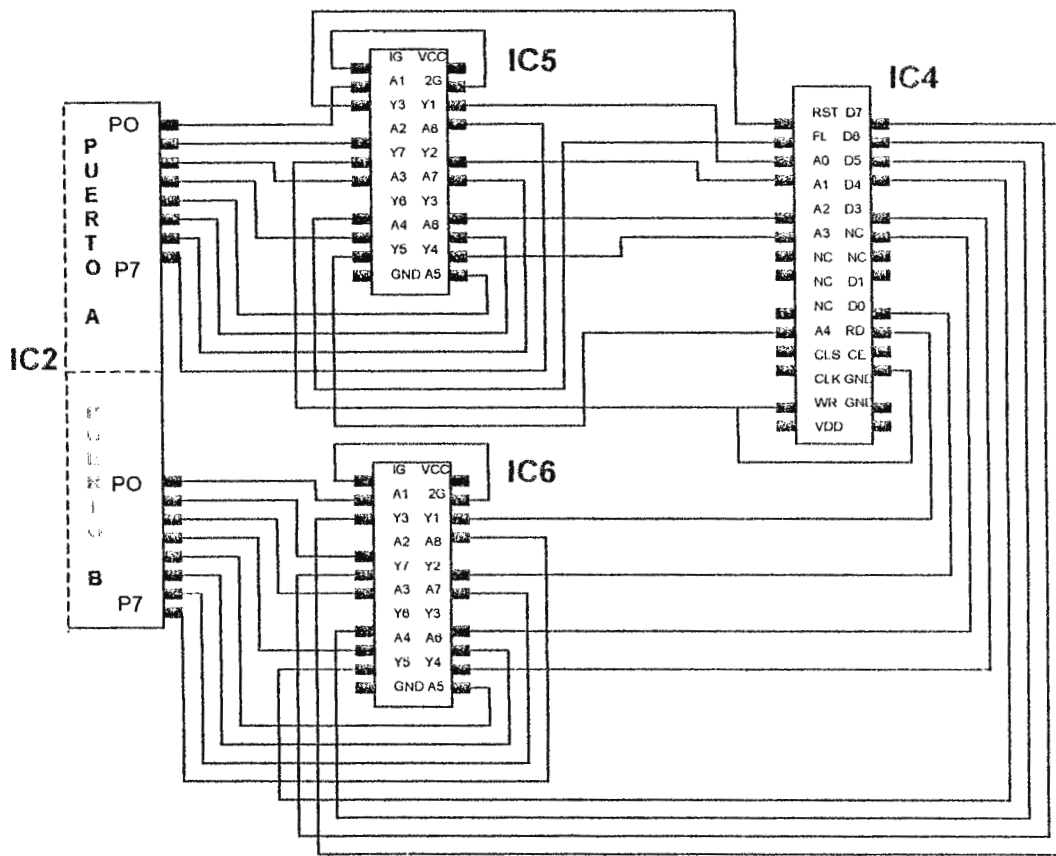 IC5
IG VCC
A1 2G
Y3 Y1
A2 A8
Y7 Y2
A3 A7
Y6 Y3
A4 A6
Y5 Y4
GND A5
IC4
RST D7
FL D6
A0 D5
A1 D4
A2 D3
A3 NC
NC NC
NC D1
NC D0
A4 RD
CLS CE
CLK GND
WR GND
VDD
IC2
PUERTO A
P0
P7
B
P0
P7
IC6
IG VCC
A1 2G
Y3 Y1
A2 A8
Y7 Y2
A3 A7
Y6 Y3
A4 A6
Y5 Y4
GND A5